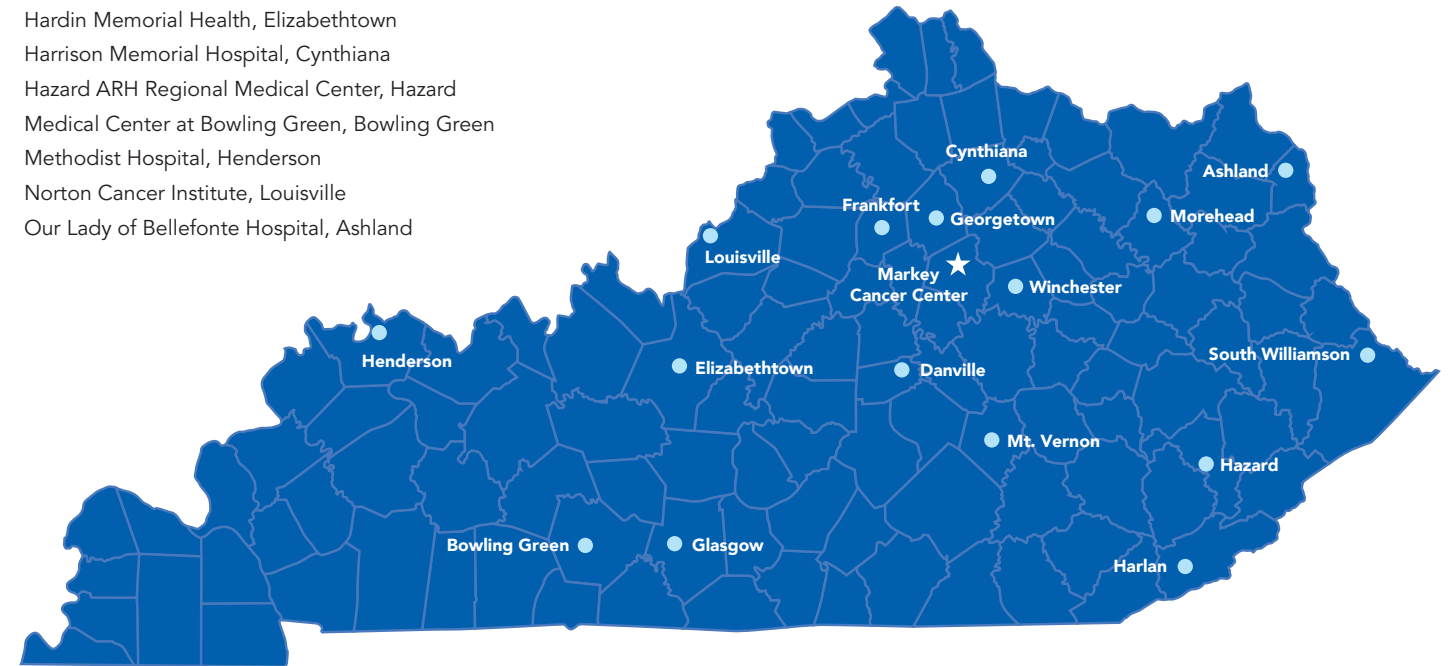 Hardin Memorial Health, Elizabethtown
Harrison Memorial Hospital, Cynthiana
Hazard ARH Regional Medical Center, Hazard
Medical Center at Bowling Green, Bowling Green
Methodist Hospital, Henderson
Norton Cancer Institute, Louisville
Our Lady of Bellefonte Hospital, Ashland
Cynthiana
Ashland
Frankfort
Georgetown
Morehead
Louisville
Markey
Cancer Center
Winchester
Henderson
South Williamson
Elizabethtown
Danville
Mt. Vernon
Hazard
Bowling Green
Glasgow
Harlan